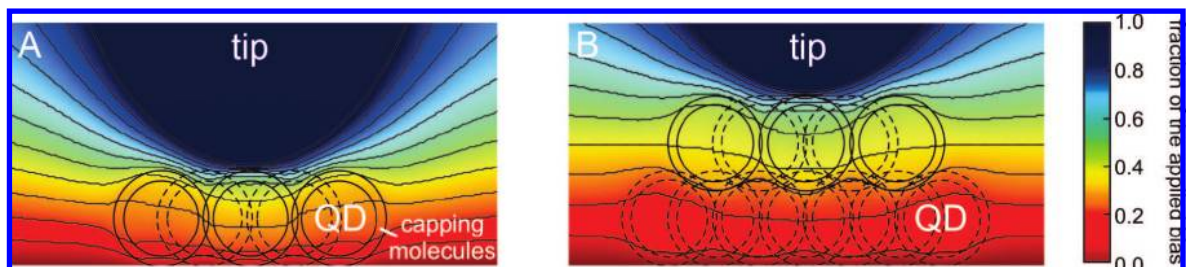 A
tip
QD
capping
molecules
B
tip
QD
1.0
0.8
0.6
0.4
0.2
0.0
fraction of the applied bias